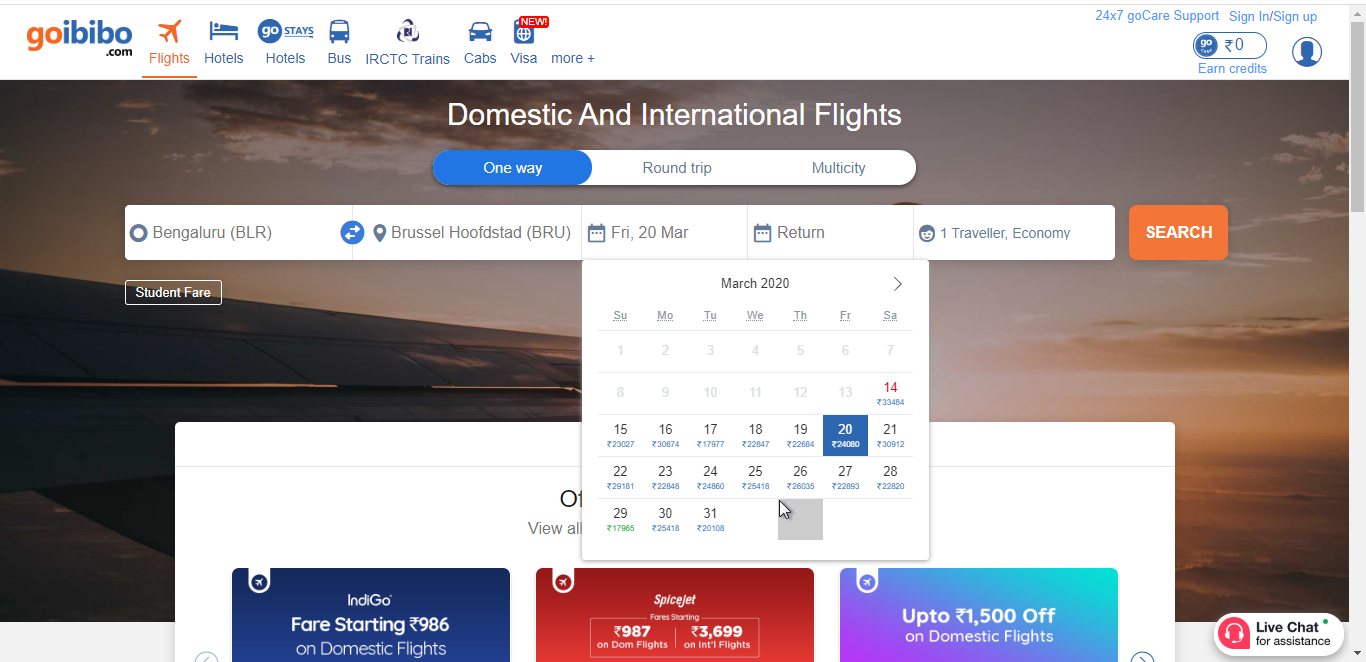 24x7 goCare Support Sign In/Sign up
goibibo
.com
NEW!
go STAYS
Flights Hotels Hotels Bus IRCTC Trains Cabs Visa more +
go CASH ₹0
Earn credits
Domestic And International Flights
One way Round trip Multicity
Bengaluru (BLR) Brussel Hoofdstad (BRU) Fri, 20 Mar Return 1 Traveller, Economy SEARCH
Student Fare
March 2020
Su Mo Tu We Th Fr Sa
1 2 3 4 5 6 7
8 9 10 11 12 13 14
₹33484
15 16 17 18 19 20 21
₹23027 ₹30674 ₹17977 ₹22847 ₹22684 ₹24080 ₹30912
22 23 24 25 26 27 28
₹29181 ₹22848 ₹24860 ₹25418 ₹26035 ₹22893 ₹22820
29 30 31
₹17965 ₹25418 ₹20108
View all
IndiGo
Fare Starting ₹986
on Domestic Flights
SpiceJet
Fares Starting
₹987 ₹3,699
on Dom Flights on Int'l Flights
Upto ₹1,500 Off
on Domestic Flights
Live Chat
for assistance